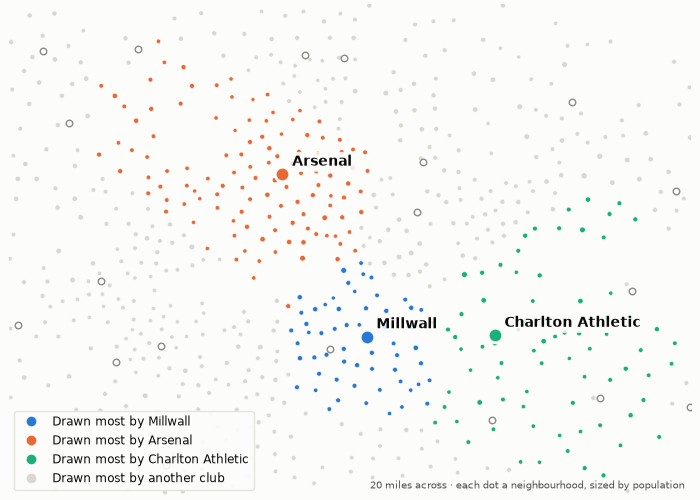 Arsenal
Millwall
Charlton Athletic
Drawn most by Millwall
Drawn most by Arsenal
Drawn most by Charlton Athletic
Drawn most by another club
20 miles across · each dot a neighbourhood, sized by population